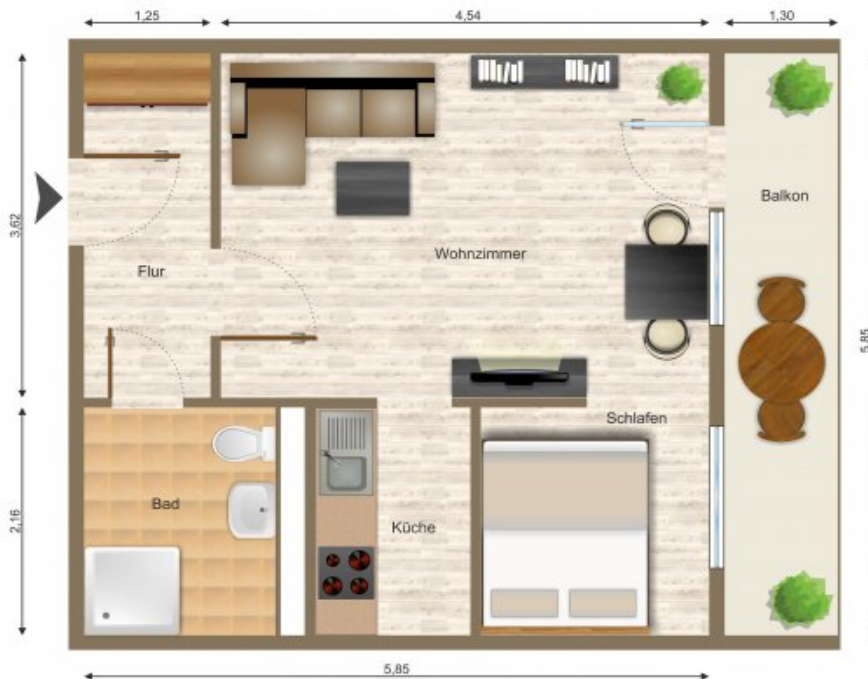 1,25
4,54
1,30
3,62
Flur
Wohnzimmer
Balkon
5,85
Schlafen
2,16
Bad
Küche
5,85